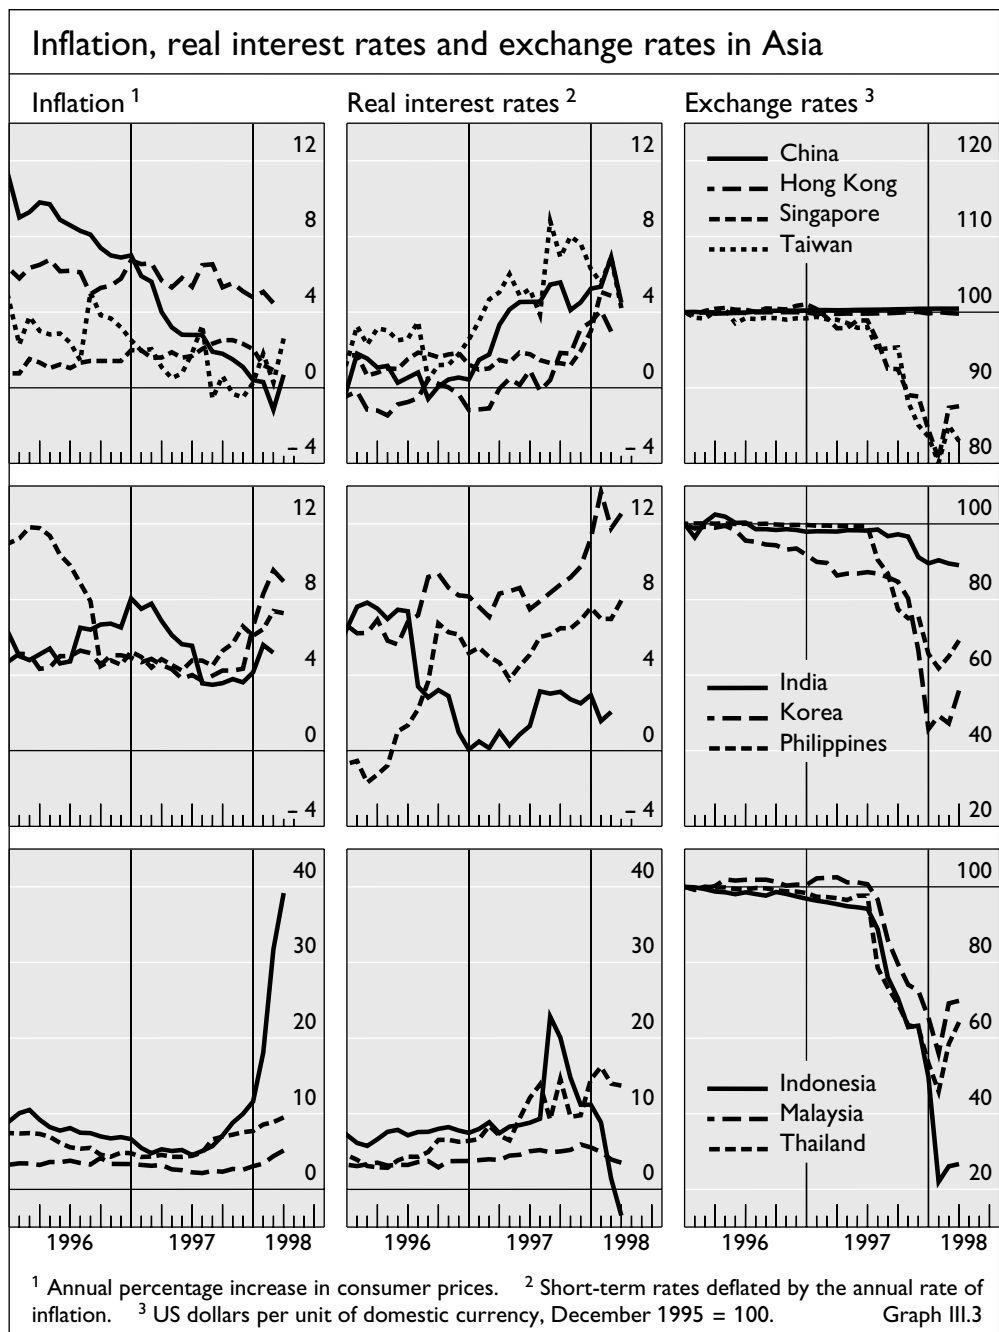 Inflation, real interest rates and exchange rates in Asia
Inflation 1
Real interest rates 2
Exchange rates 3
12
8
4
0
– 4
12
8
4
0
– 4
China
Hong Kong
Singapore
Taiwan
120
110
100
90
80
12
8
4
0
– 4
12
8
4
0
– 4
India
Korea
Philippines
100
80
60
40
20
40
30
20
10
0
40
30
20
10
0
Indonesia
Malaysia
Thailand
100
80
60
40
20
1996 1997 1998
1996 1997 1998
1996 1997 1998
1 Annual percentage increase in consumer prices. 2 Short-term rates deflated by the annual rate of
inflation. 3 US dollars per unit of domestic currency, December 1995 = 100. Graph III.3